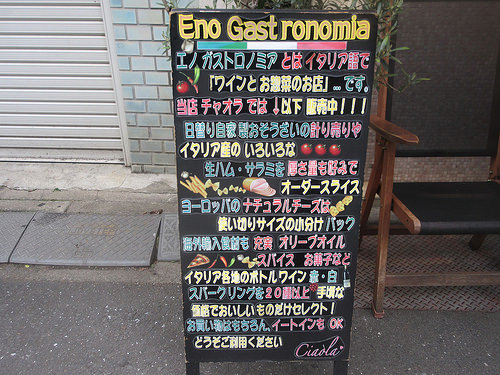 Eno Gastronomia
エノ ガストロノミア とは イタリア語で
「ワインと お惣菜のお店」… です。
当店 チャオラ では ↓以下 販売中！！！
日替り自家製おそうざいの計り売りや
イタリア産の いろいろな
生ハム・サラミを 厚さ量も好みで
オーダースライス
ヨーロッパの ナチュラルチーズは
使い切りサイズの小分け パック
海外輸入食材も 充実 オリーブオイル
スパイス お菓子など
イタリア各地のボトルワイン 赤・白
スパークリングを 20種以上 手頃な
価格でおいしいものだけセレクト！
お買い物はもちろん、イートインも OK
どうぞご利用ください
Ciaola